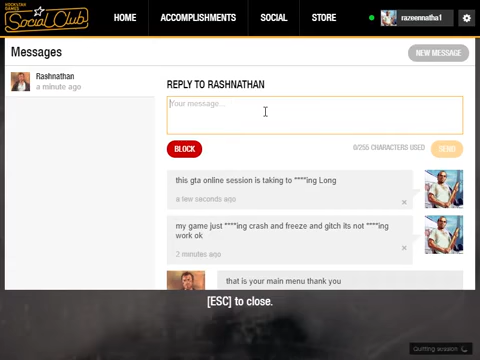 ROCKSTAR
GAMES
Social Club
HOME
ACCOMPLISHMENTS
SOCIAL
STORE
razeennatha1
Messages
NEW MESSAGE
Rashnathan
a minute ago
REPLY TO RASHNATHAN
Your message...
BLOCK
0/255 CHARACTERS USED
SEND
this gta online session is taking to ****ing Long
a few seconds ago
my game just ****ing crash and freeze and gitch its not ****ing
work ok
2 minutes ago
that is your main menu thank you
[ESC] to close.
Quitting session